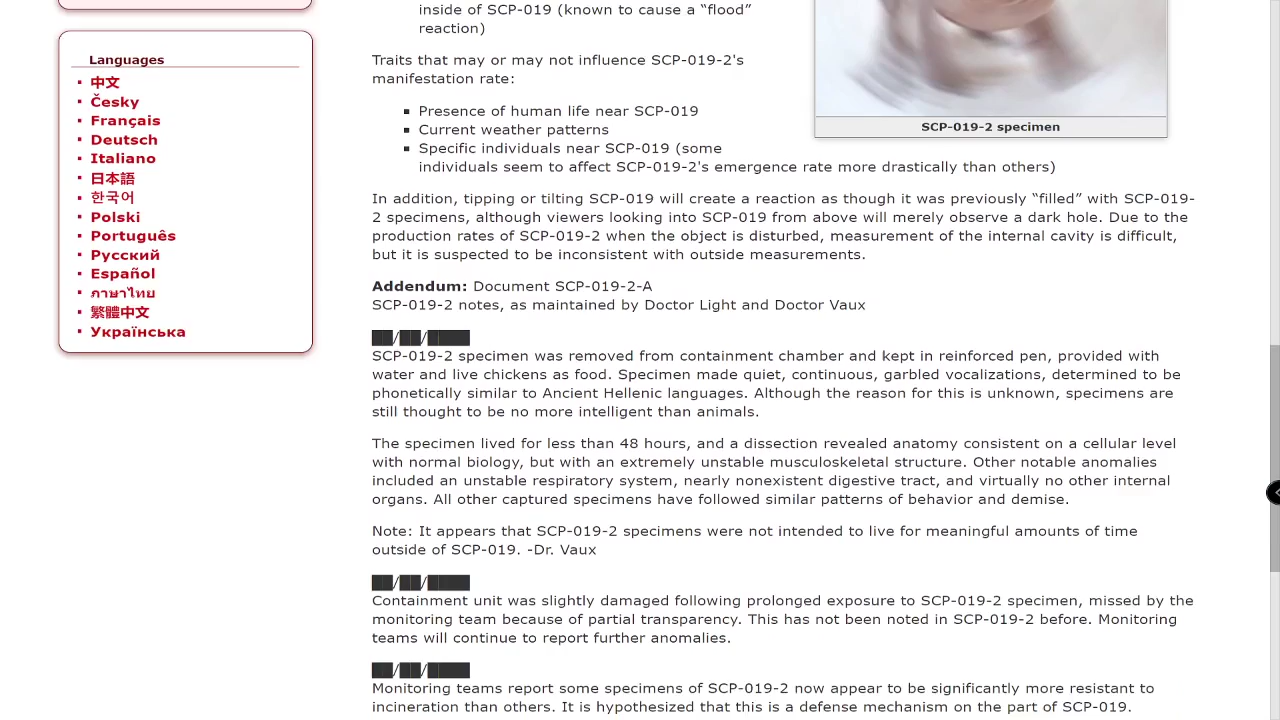 Languages
中文
Česky
Français
Deutsch
Italiano
日本語
한국어
Polski
Português
Русский
Español
ภาษาไทย
繁體中文
Українська
inside of SCP-019 (known to cause a “flood”
reaction)
Traits that may or may not influence SCP-019-2's
manifestation rate:
Presence of human life near SCP-019
Current weather patterns
Specific individuals near SCP-019 (some
individuals seem to affect SCP-019-2's emergence rate more drastically than others)
SCP-019-2 specimen
In addition, tipping or tilting SCP-019 will create a reaction as though it was previously “filled” with SCP-019-
2 specimens, although viewers looking into SCP-019 from above will merely observe a dark hole. Due to the
production rates of SCP-019-2 when the object is disturbed, measurement of the internal cavity is difficult,
but it is suspected to be inconsistent with outside measurements.
Addendum: Document SCP-019-2-A
SCP-019-2 notes, as maintained by Doctor Light and Doctor Vaux
██/██/████
SCP-019-2 specimen was removed from containment chamber and kept in reinforced pen, provided with
water and live chickens as food. Specimen made quiet, continuous, garbled vocalizations, determined to be
phonetically similar to Ancient Hellenic languages. Although the reason for this is unknown, specimens are
still thought to be no more intelligent than animals.
The specimen lived for less than 48 hours, and a dissection revealed anatomy consistent on a cellular level
with normal biology, but with an extremely unstable musculoskeletal structure. Other notable anomalies
included an unstable respiratory system, nearly nonexistent digestive tract, and virtually no other internal
organs. All other captured specimens have followed similar patterns of behavior and demise.
Note: It appears that SCP-019-2 specimens were not intended to live for meaningful amounts of time
outside of SCP-019. -Dr. Vaux
██/██/████
Containment unit was slightly damaged following prolonged exposure to SCP-019-2 specimen, missed by the
monitoring team because of partial transparency. This has not been noted in SCP-019-2 before. Monitoring
teams will continue to report further anomalies.
██/██/████
Monitoring teams report some specimens of SCP-019-2 now appear to be significantly more resistant to
incineration than others. It is hypothesized that this is a defense mechanism on the part of SCP-019.